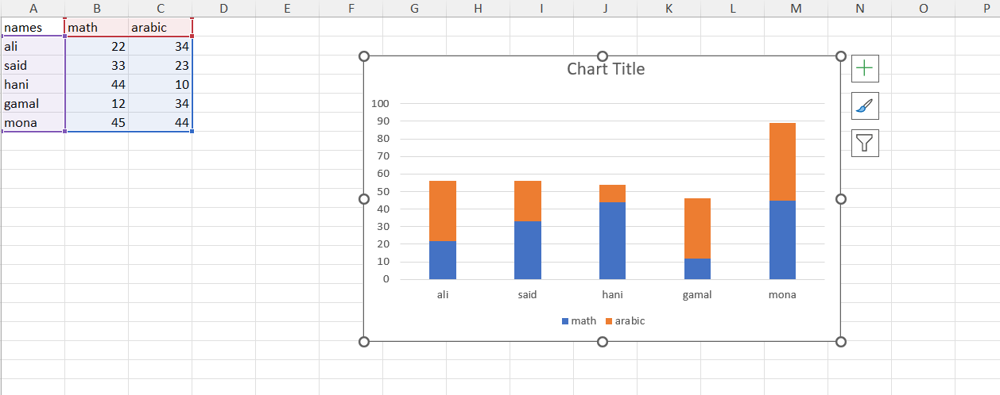 A B C D E F G H I J K L M N O P
names math arabic
ali 22 34
said 33 23
hani 44 10
gamal 12 34
mona 45 44
Chart Title
100
90
80
70
60
50
40
30
20
10
0
ali said hani gamal mona
math arabic